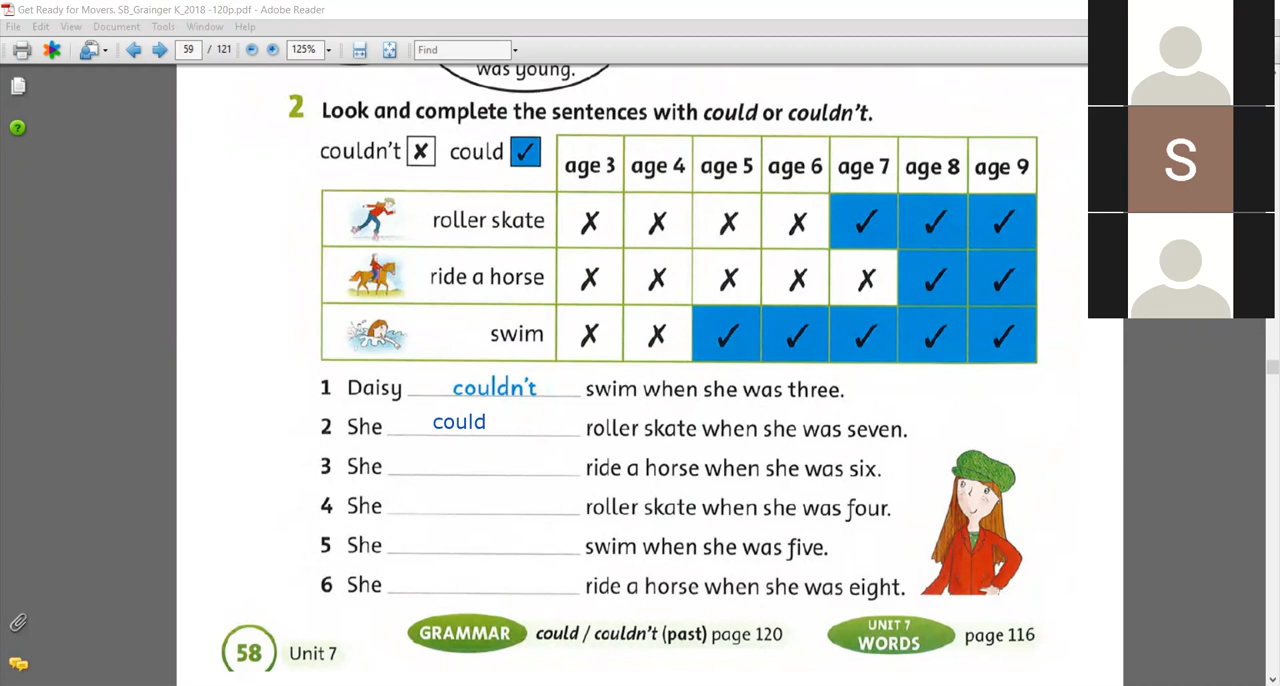 Get Ready for Movers. SB_Grainger K_2018 -120p.pdf - Adobe Reader
File Edit View Document Tools Window Help
59 / 121 125% Find
was young.
2 Look and complete the sentences with could or couldn't.
couldn't ✗ could ✓ age 3 age 4 age 5 age 6 age 7 age 8 age 9
roller skate ✗ ✗ ✗ ✗ ✓ ✓ ✓
ride a horse ✗ ✗ ✗ ✗ ✗ ✓ ✓
swim ✗ ✗ ✓ ✓ ✓ ✓ ✓
1 Daisy couldn't swim when she was three.
2 She could roller skate when she was seven.
3 She ride a horse when she was six.
4 She roller skate when she was four.
5 She swim when she was five.
6 She ride a horse when she was eight.
GRAMMAR could / couldn't (past) page 120
UNIT 7
WORDS page 116
58 Unit 7
S